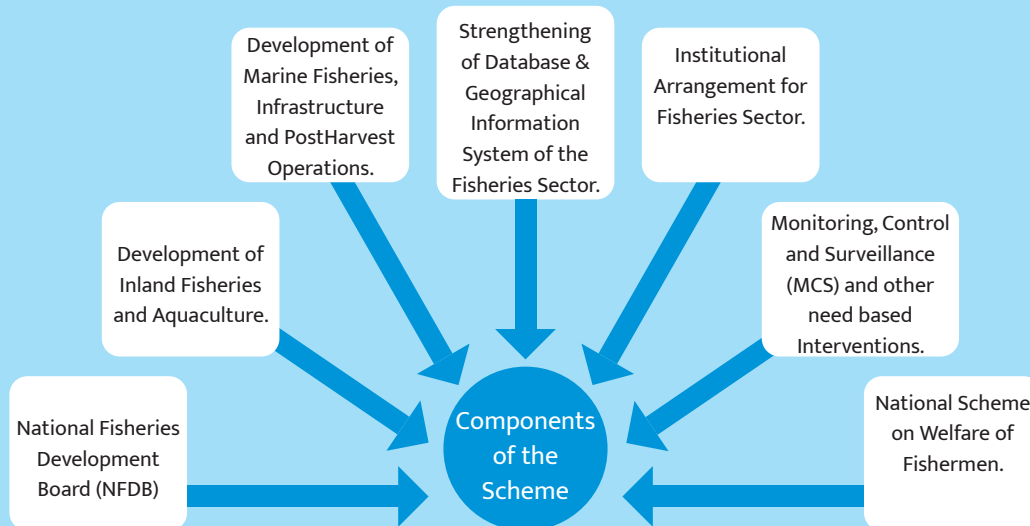 Development of
Marine Fisheries,
Infrastructure
and PostHarvest
Operations.
Strengthening
of Database &
Geographical
Information
System of the
Fisheries Sector.
Institutional
Arrangement for
Fisheries Sector.
Development of
Inland Fisheries
and Aquaculture.
Monitoring, Control
and Surveillance
(MCS) and other
need based
Interventions.
National Fisheries
Development
Board (NFDB)
Components
of the
Scheme
National Scheme
on Welfare of
Fishermen.